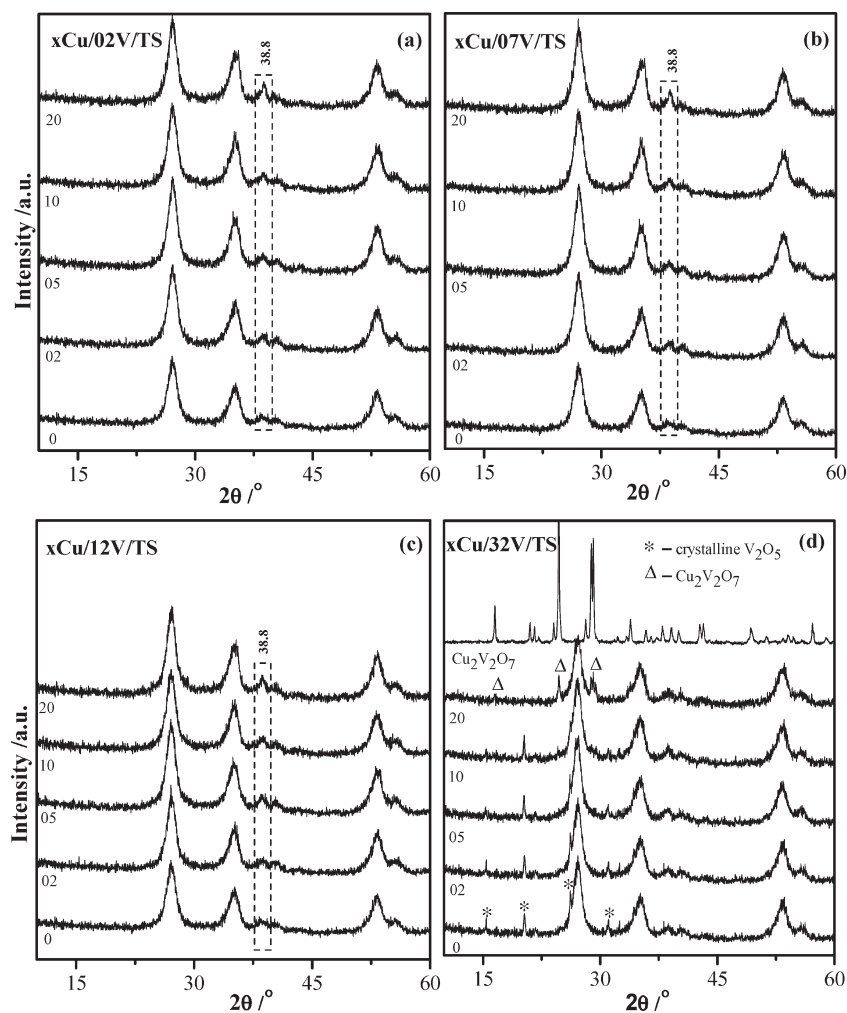 xCu/02V/TS (a)
38.8
20
10
05
02
0
Intensity /a.u.
15 30 45 60
2θ /°
xCu/07V/TS (b)
38.8
20
10
05
02
0
15 30 45 60
2θ /°
xCu/12V/TS (c)
38.8
20
10
05
02
0
Intensity /a.u.
15 30 45 60
2θ /°
xCu/32V/TS (d)
* – crystalline V₂O₅
Δ – Cu₂V₂O₇
Cu₂V₂O₇
Δ Δ Δ
20
10
05
02
* * * *
0
15 30 45 60
2θ /°